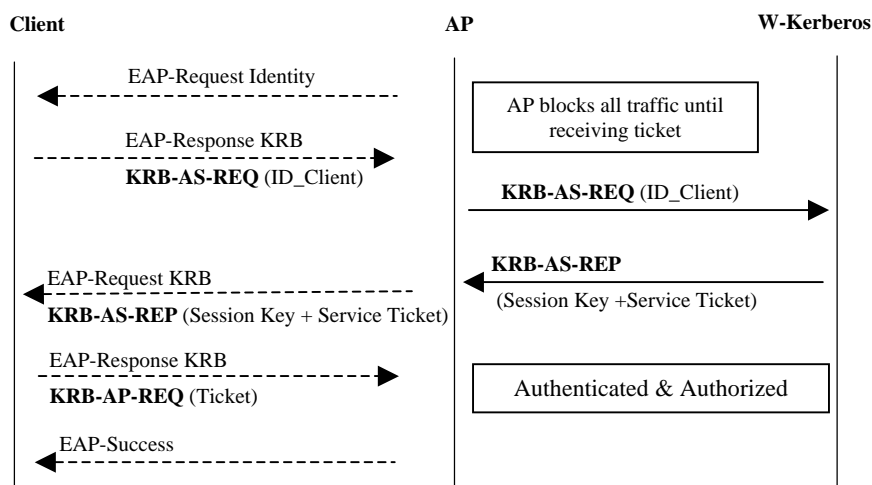 Client
AP
W-Kerberos
EAP-Request Identity
AP blocks all traffic until
receiving ticket
EAP-Response KRB
KRB-AS-REQ (ID_Client)
KRB-AS-REQ (ID_Client)
KRB-AS-REP
(Session Key +Service Ticket)
EAP-Request KRB
KRB-AS-REP (Session Key + Service Ticket)
EAP-Response KRB
KRB-AP-REQ (Ticket)
Authenticated & Authorized
EAP-Success